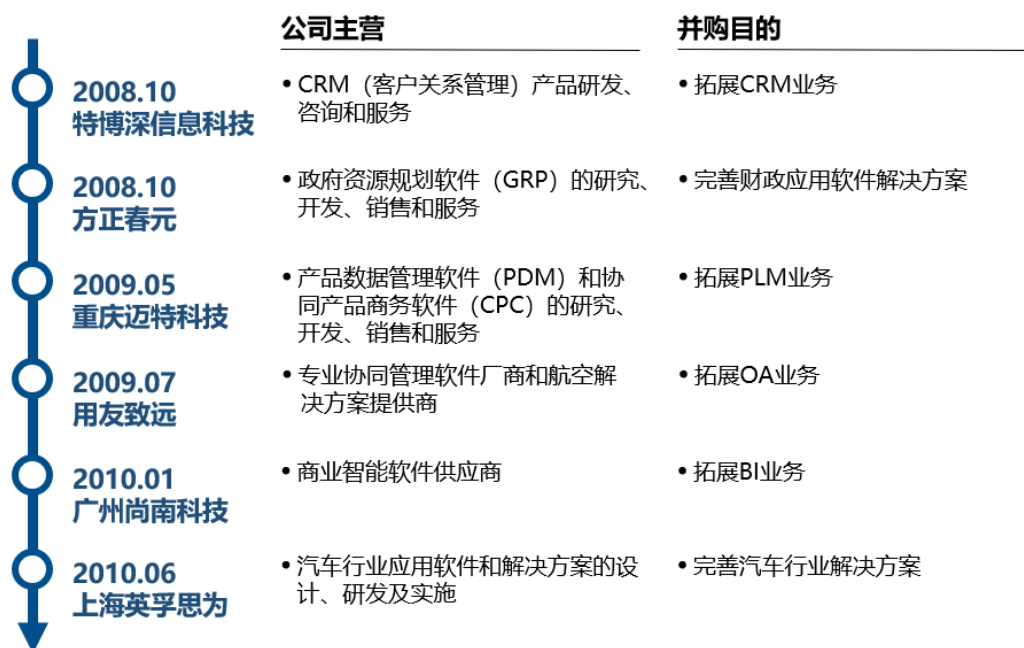 公司主营
并购目的
2008.10
特博深信息科技
• CRM（客户关系管理）产品研发、
咨询和服务
• 拓展CRM业务
2008.10
方正春元
• 政府资源规划软件（GRP）的研究、
开发、销售和服务
• 完善财政应用软件解决方案
2009.05
重庆迈特科技
• 产品数据管理软件（PDM）和协
同产品商务软件（CPC）的研究、
开发、销售和服务
• 拓展PLM业务
2009.07
用友致远
• 专业协同管理软件厂商和航空解
决方案提供商
• 拓展OA业务
2010.01
广州尚南科技
• 商业智能软件供应商
• 拓展BI业务
2010.06
上海英孚思为
• 汽车行业应用软件和解决方案的设
计、研发及实施
• 完善汽车行业解决方案